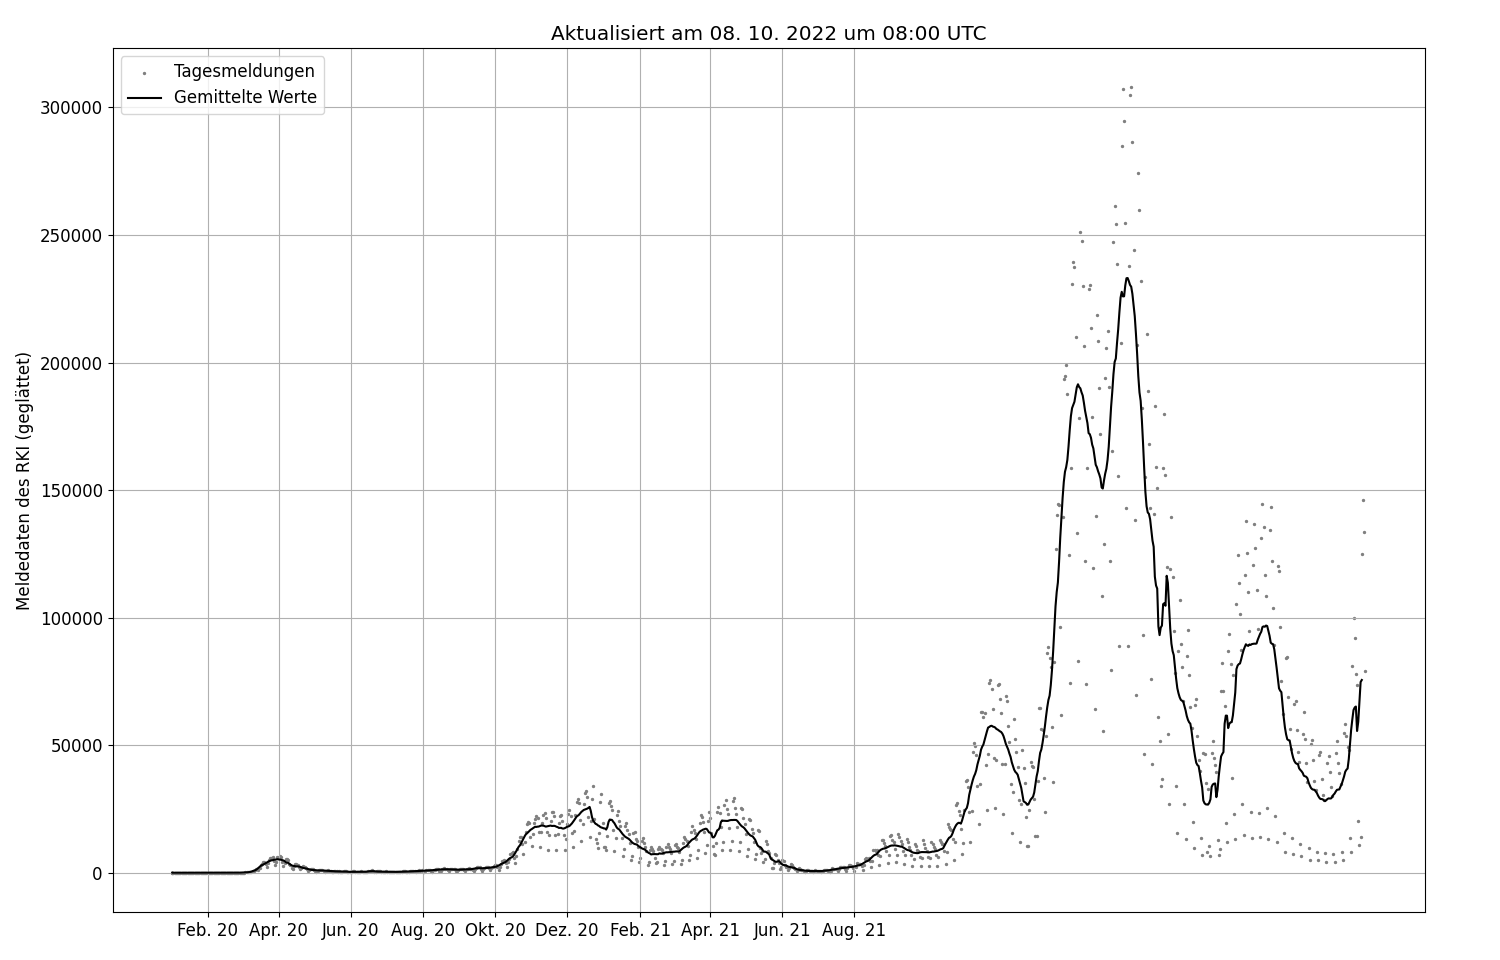 Aktualisiert am 08. 10. 2022 um 08:00 UTC
Tagesmeldungen
Gemittelte Werte
Meldedaten des RKI (geglättet)
300000
250000
200000
150000
100000
50000
0
Feb. 20 Apr. 20 Jun. 20 Aug. 20 Okt. 20 Dez. 20 Feb. 21 Apr. 21 Jun. 21 Aug. 21